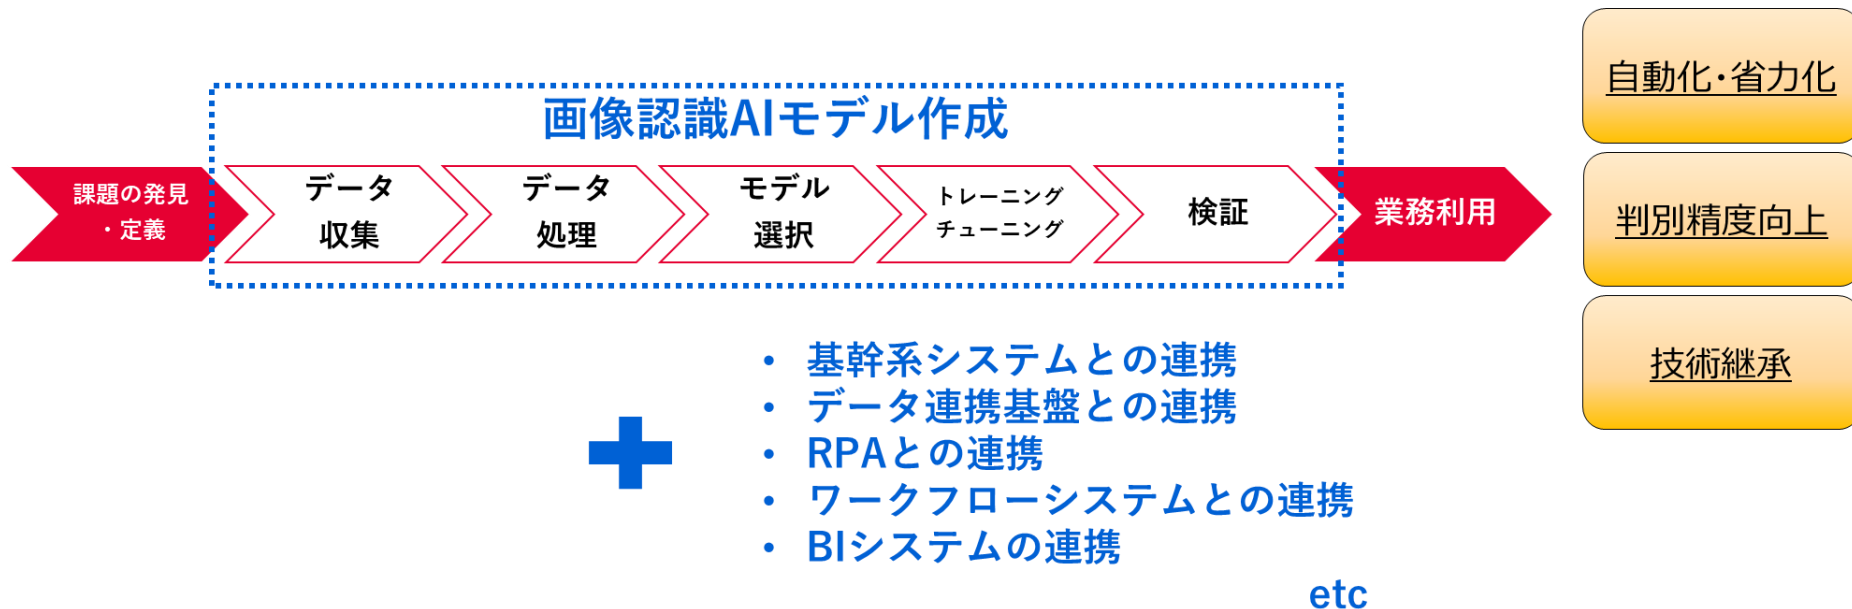 画像認識AIモデル作成
課題の発見
・定義
データ
収集
データ
処理
モデル
選択
トレーニング
チューニング
検証
業務利用
自動化・省力化
判別精度向上
技術継承
• 基幹系システムとの連携
• データ連携基盤との連携
• RPAとの連携
• ワークフローシステムとの連携
• BIシステムの連携
etc